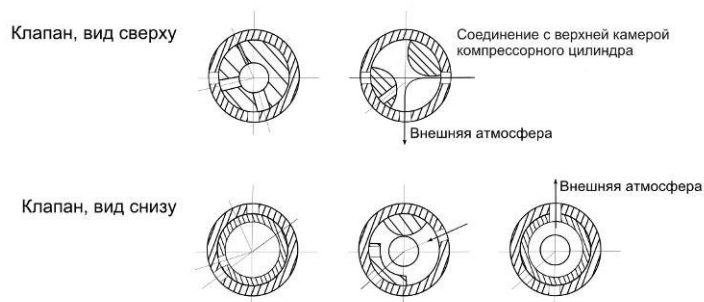 Клапан, вид сверху
Соединение с верхней камерой
компрессорного цилиндра
Внешняя атмосфера
Клапан, вид снизу
Внешняя атмосфера